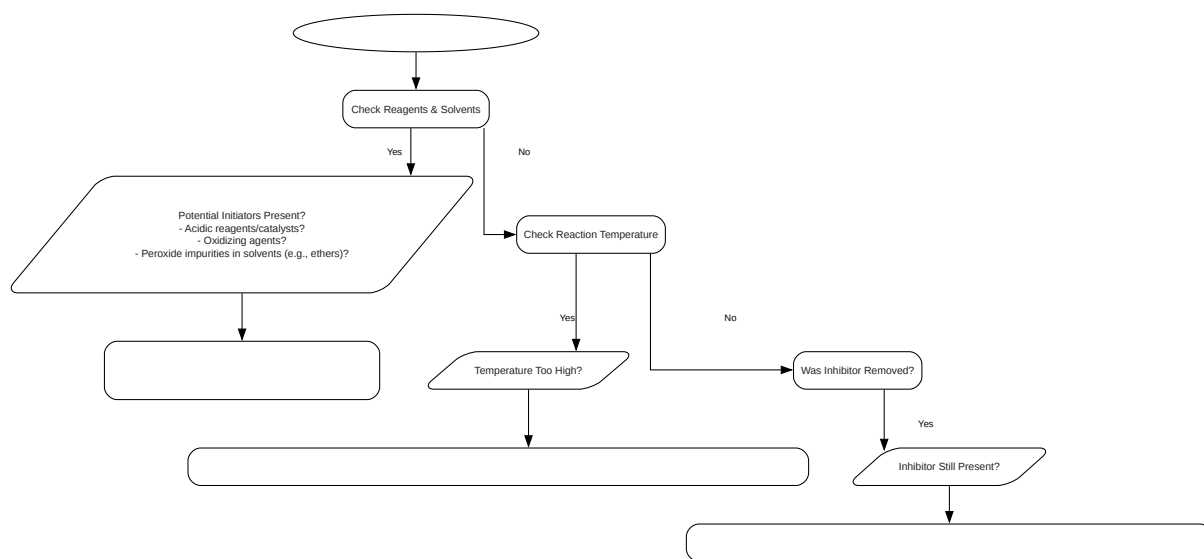 Check Reagents & Solvents
Yes
No
Potential Initiators Present?
- Acidic reagents/catalysts?
- Oxidizing agents?
- Peroxide impurities in solvents (e.g., ethers)?
Check Reaction Temperature
Yes
No
Temperature Too High?
Was Inhibitor Removed?
Yes
Inhibitor Still Present?